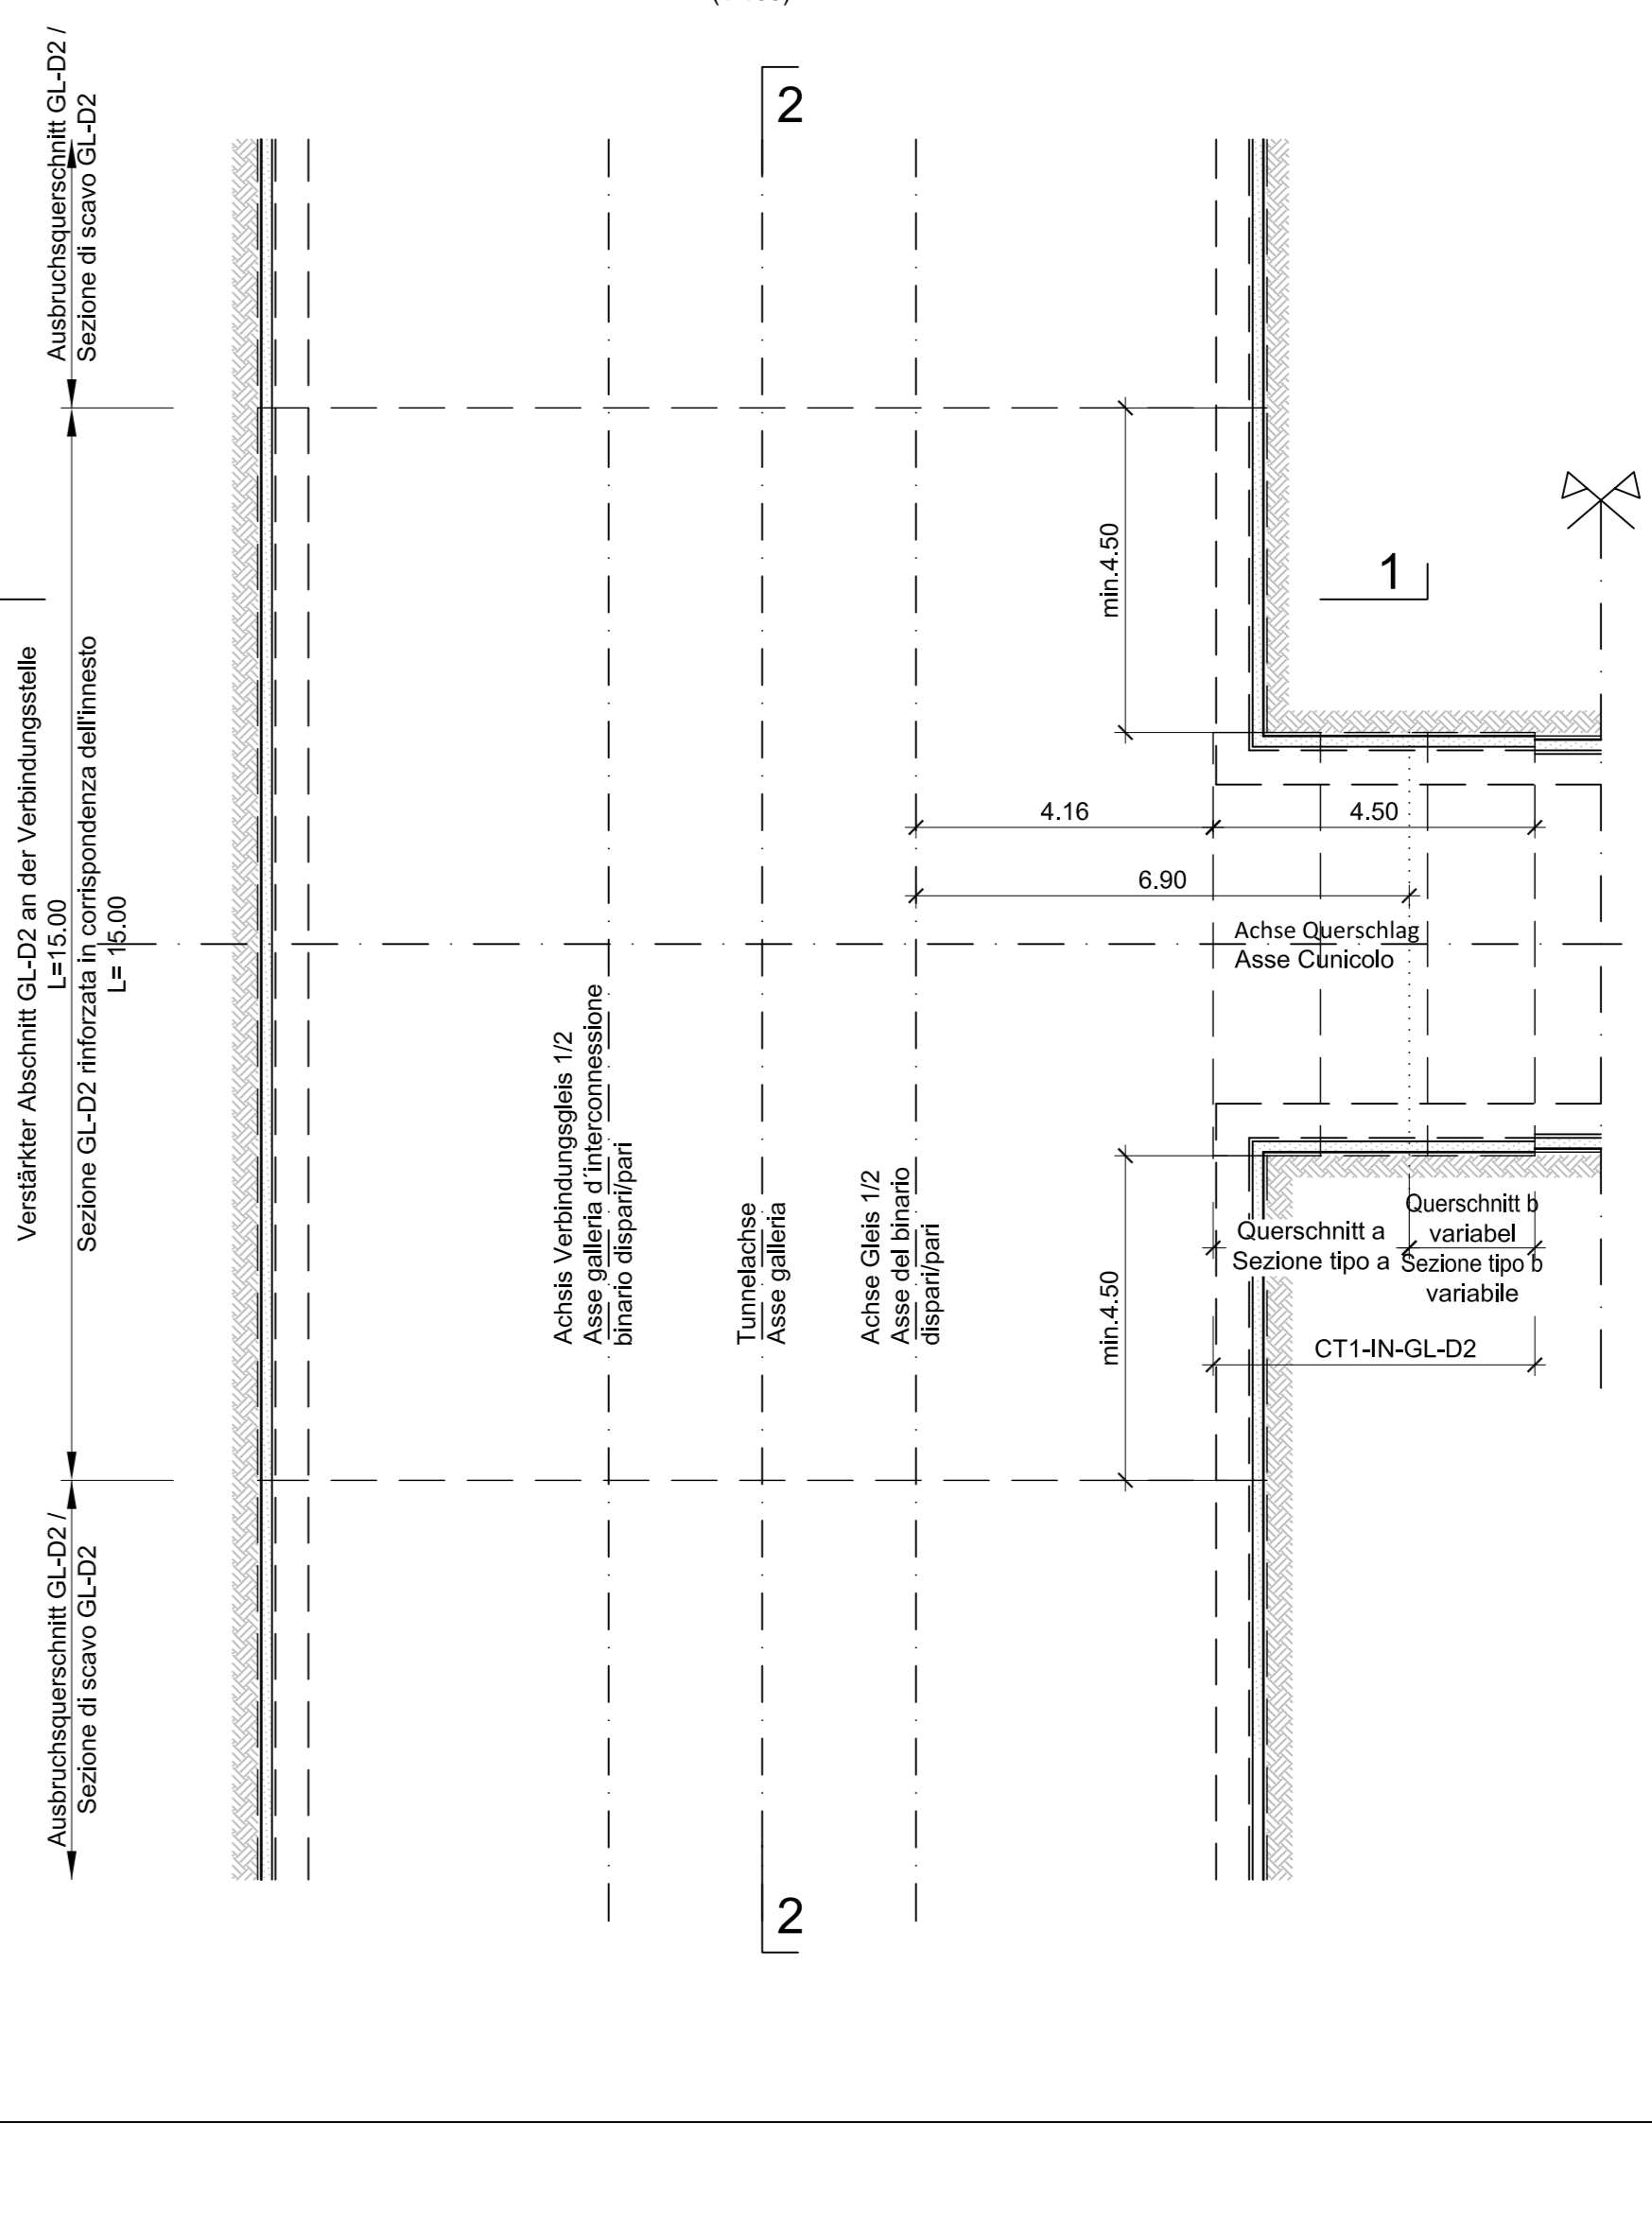 2
Ausbruchsquerschnitt GL-D2 /
Sezione di scavo GL-D2
min.4.50
1
Verstärkter Abschnitt GL-D2 an der Verbindungsstelle
L=15.00
Sezione GL-D2 rinforzata in corrispondenza dell'innesto
L= 15.00
4.16
4.50
6.90
Achse Querschlag
Asse Cunicolo
Achsis Verbindungsgleis 1/2
Asse galleria d´interconnessione
binario dispari/pari
Tunnelachse
Asse galleria
Achse Gleis 1/2
Asse del binario
dispari/pari
min.4.50
Querschnitt a
Sezione tipo a
Querschnitt b
variabel
Sezione tipo b
variabile
CT1-IN-GL-D2
Ausbruchsquerschnitt GL-D2 /
Sezione di scavo GL-D2
2